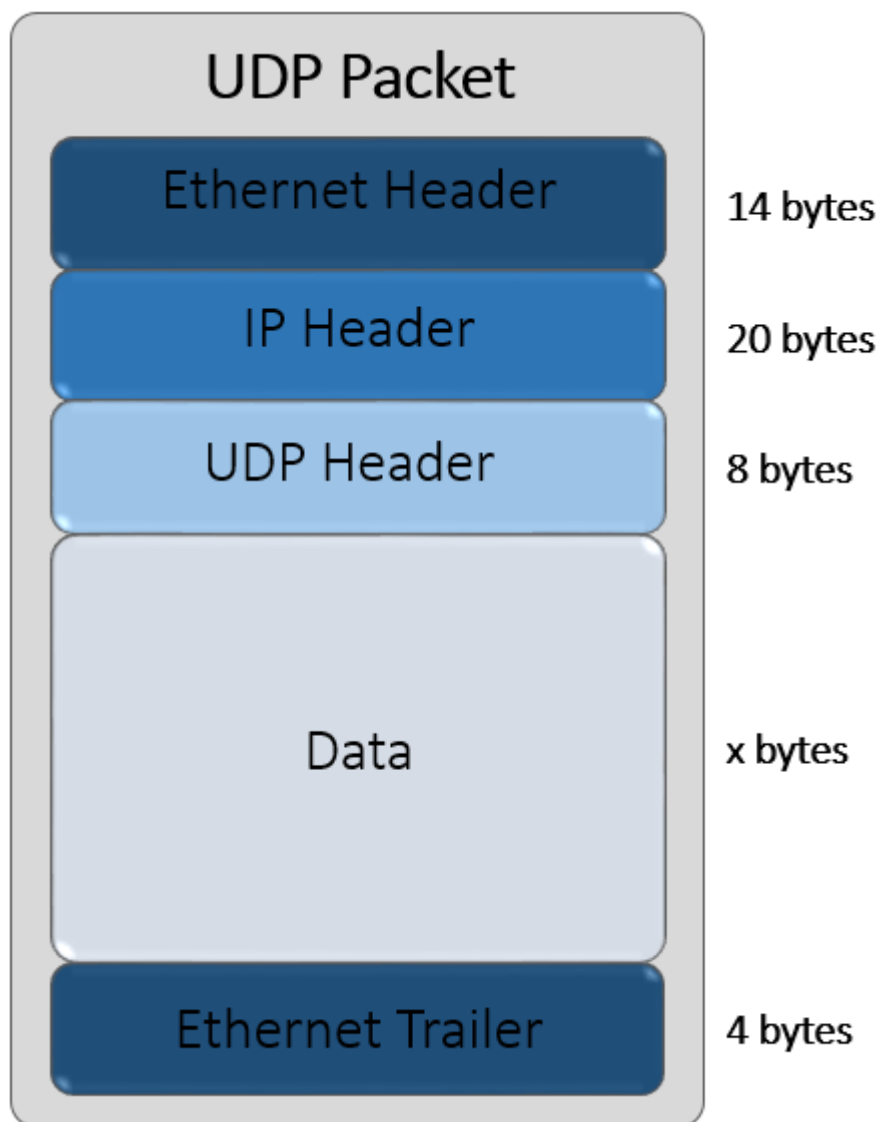 UDP Packet
Ethernet Header
14 bytes
IP Header
20 bytes
UDP Header
8 bytes
Data
x bytes
Ethernet Trailer
4 bytes